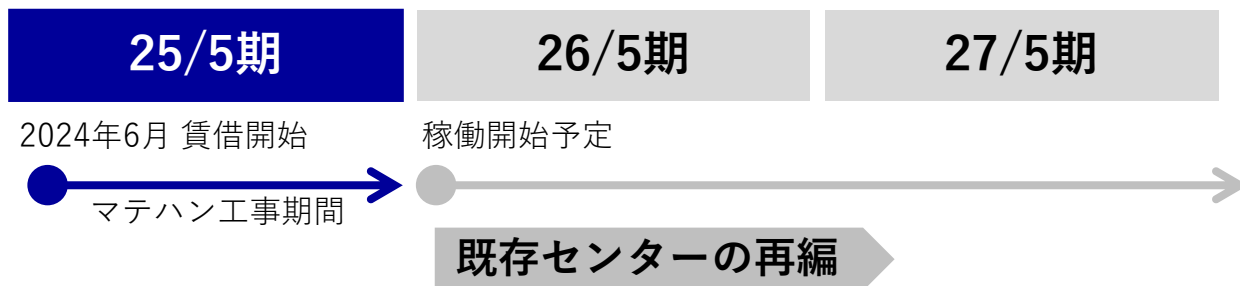 25/5期
26/5期
27/5期
2024年6月 賃借開始
稼働開始予定
マテハン工事期間
既存センターの再編